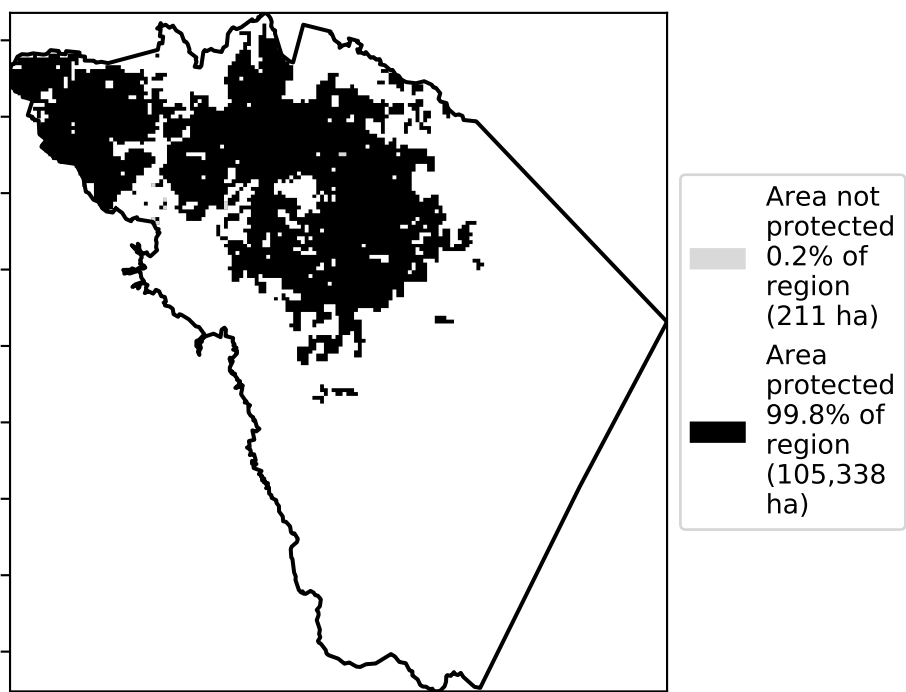 Area not
protected
0.2% of
region
(211 ha)
Area
protected
99.8% of
region
(105,338
ha)